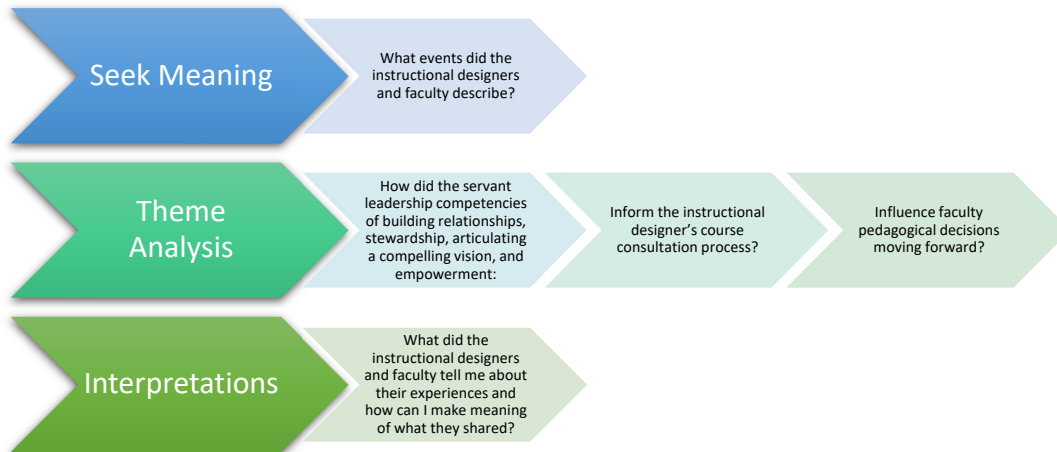 Seek Meaning
What events did the
instructional designers
and faculty describe?
Theme
Analysis
How did the servant
leadership competencies
of building relationships,
stewardship, articulating
a compelling vision, and
empowerment:
Inform the instructional
designer's course
consultation process?
Influence faculty
pedagogical decisions
moving forward?
Interpretations
What did the
instructional designers
and faculty tell me about
their experiences and
how can I make meaning
of what they shared?